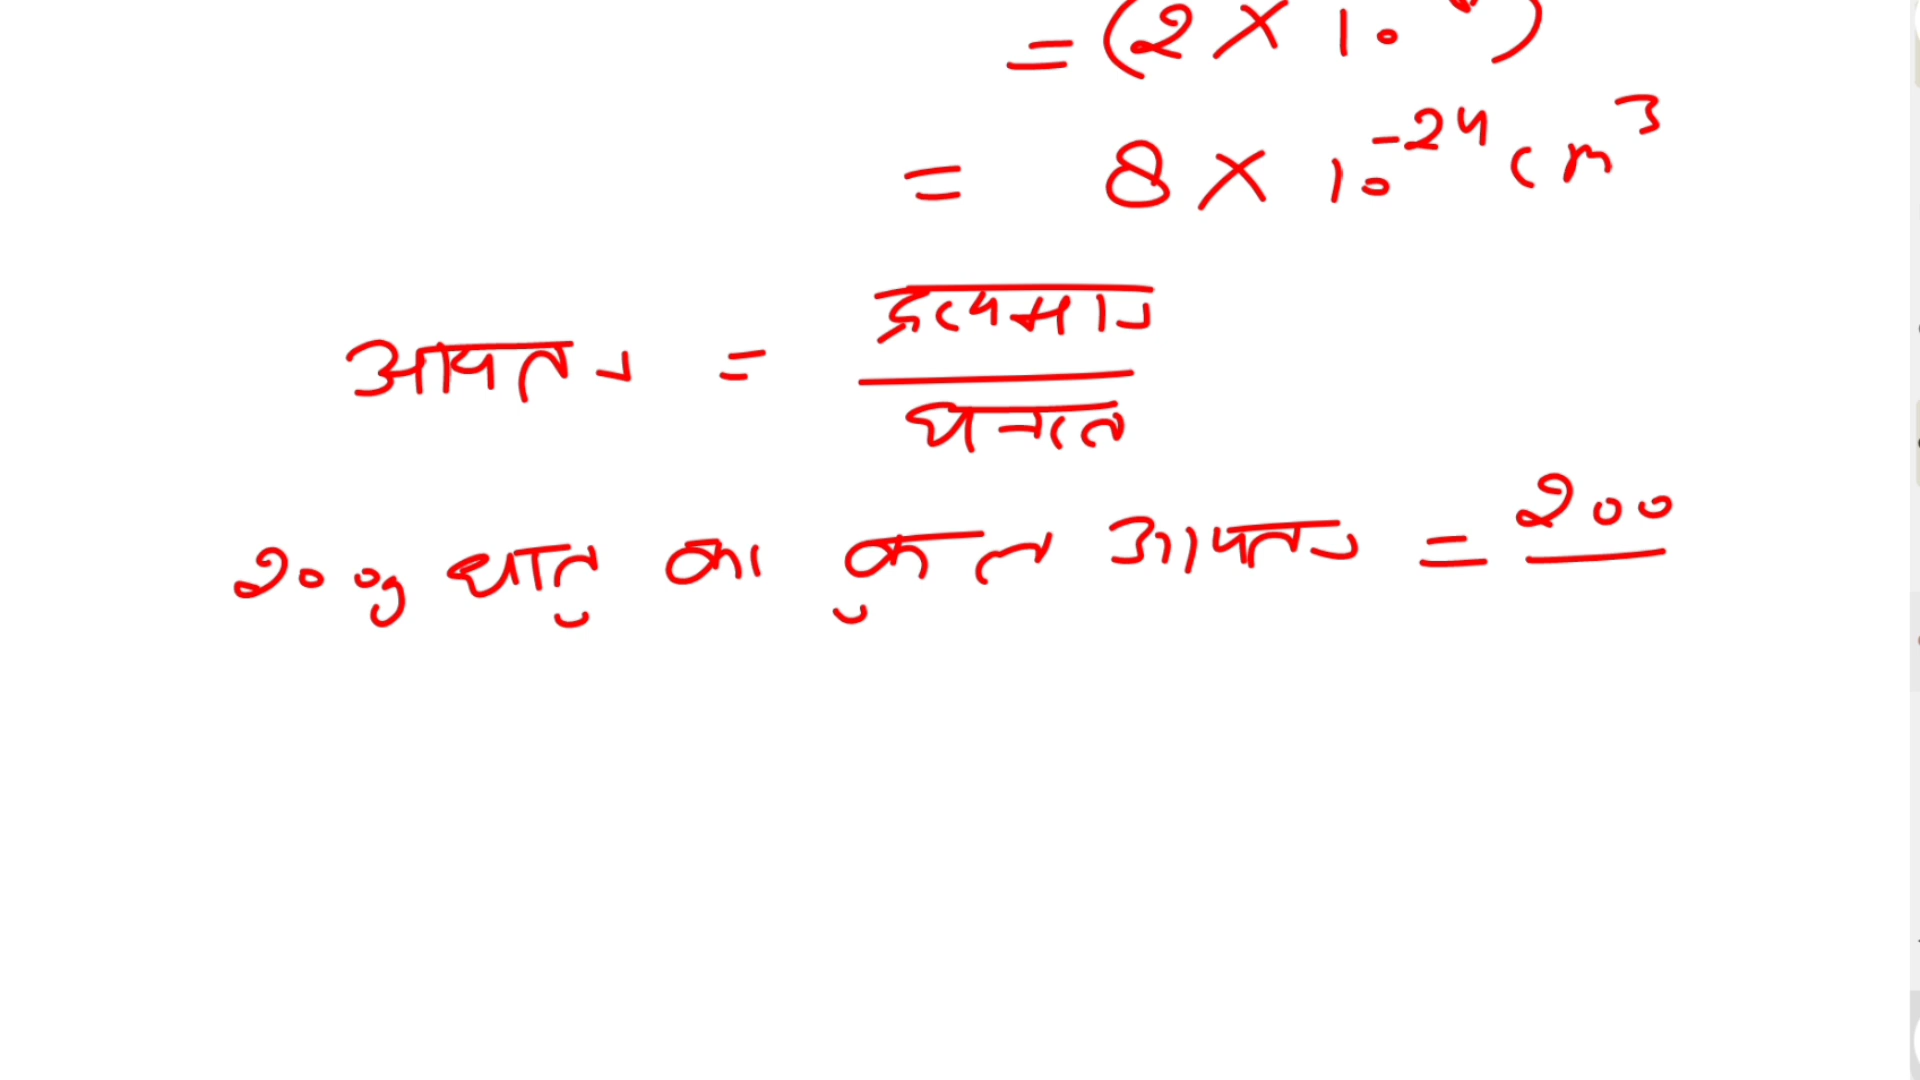 = (2 × 10
= 8 × 10⁻²⁴ cm³
आयतन = द्रव्यमान / घनत्व
200g धातु का कुल आयतन = 200